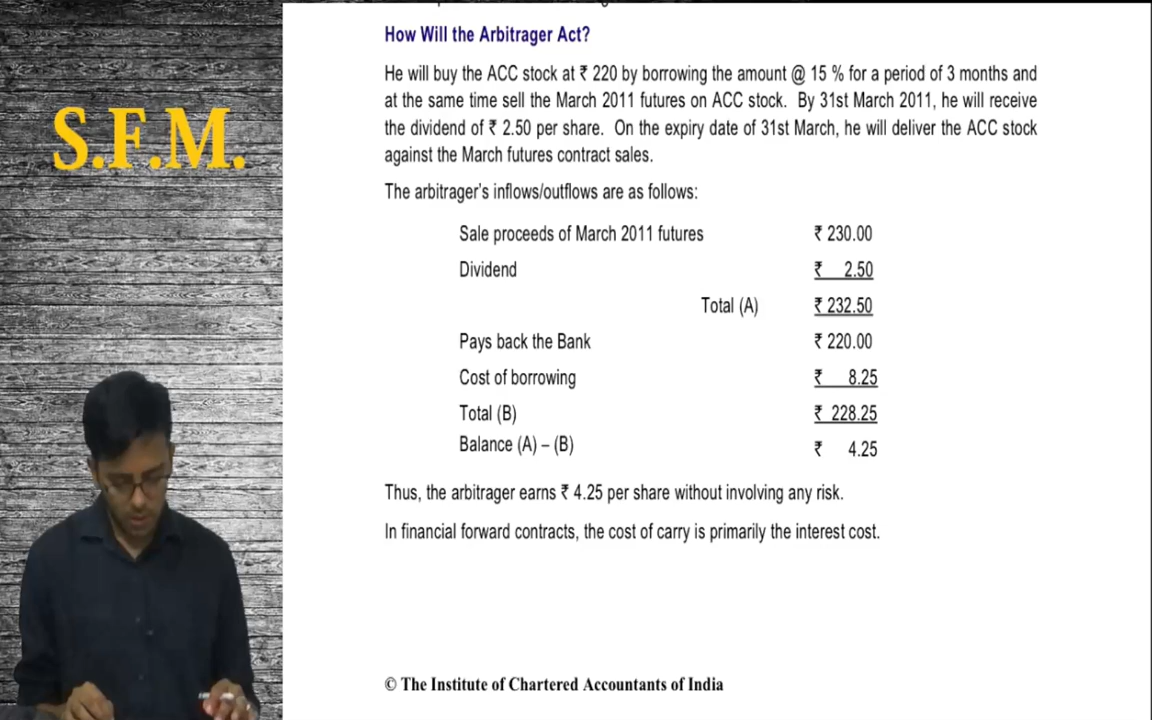 S.F.M.
How Will the Arbitrager Act?
He will buy the ACC stock at ₹ 220 by borrowing the amount @ 15 % for a period of 3 months and
at the same time sell the March 2011 futures on ACC stock. By 31st March 2011, he will receive
the dividend of ₹ 2.50 per share. On the expiry date of 31st March, he will deliver the ACC stock
against the March futures contract sales.
The arbitrager's inflows/outflows are as follows:
Sale proceeds of March 2011 futures ₹ 230.00
Dividend ₹ 2.50
Total (A) ₹ 232.50
Pays back the Bank ₹ 220.00
Cost of borrowing ₹ 8.25
Total (B) ₹ 228.25
Balance (A) – (B) ₹ 4.25
Thus, the arbitrager earns ₹ 4.25 per share without involving any risk.
In financial forward contracts, the cost of carry is primarily the interest cost.
© The Institute of Chartered Accountants of India